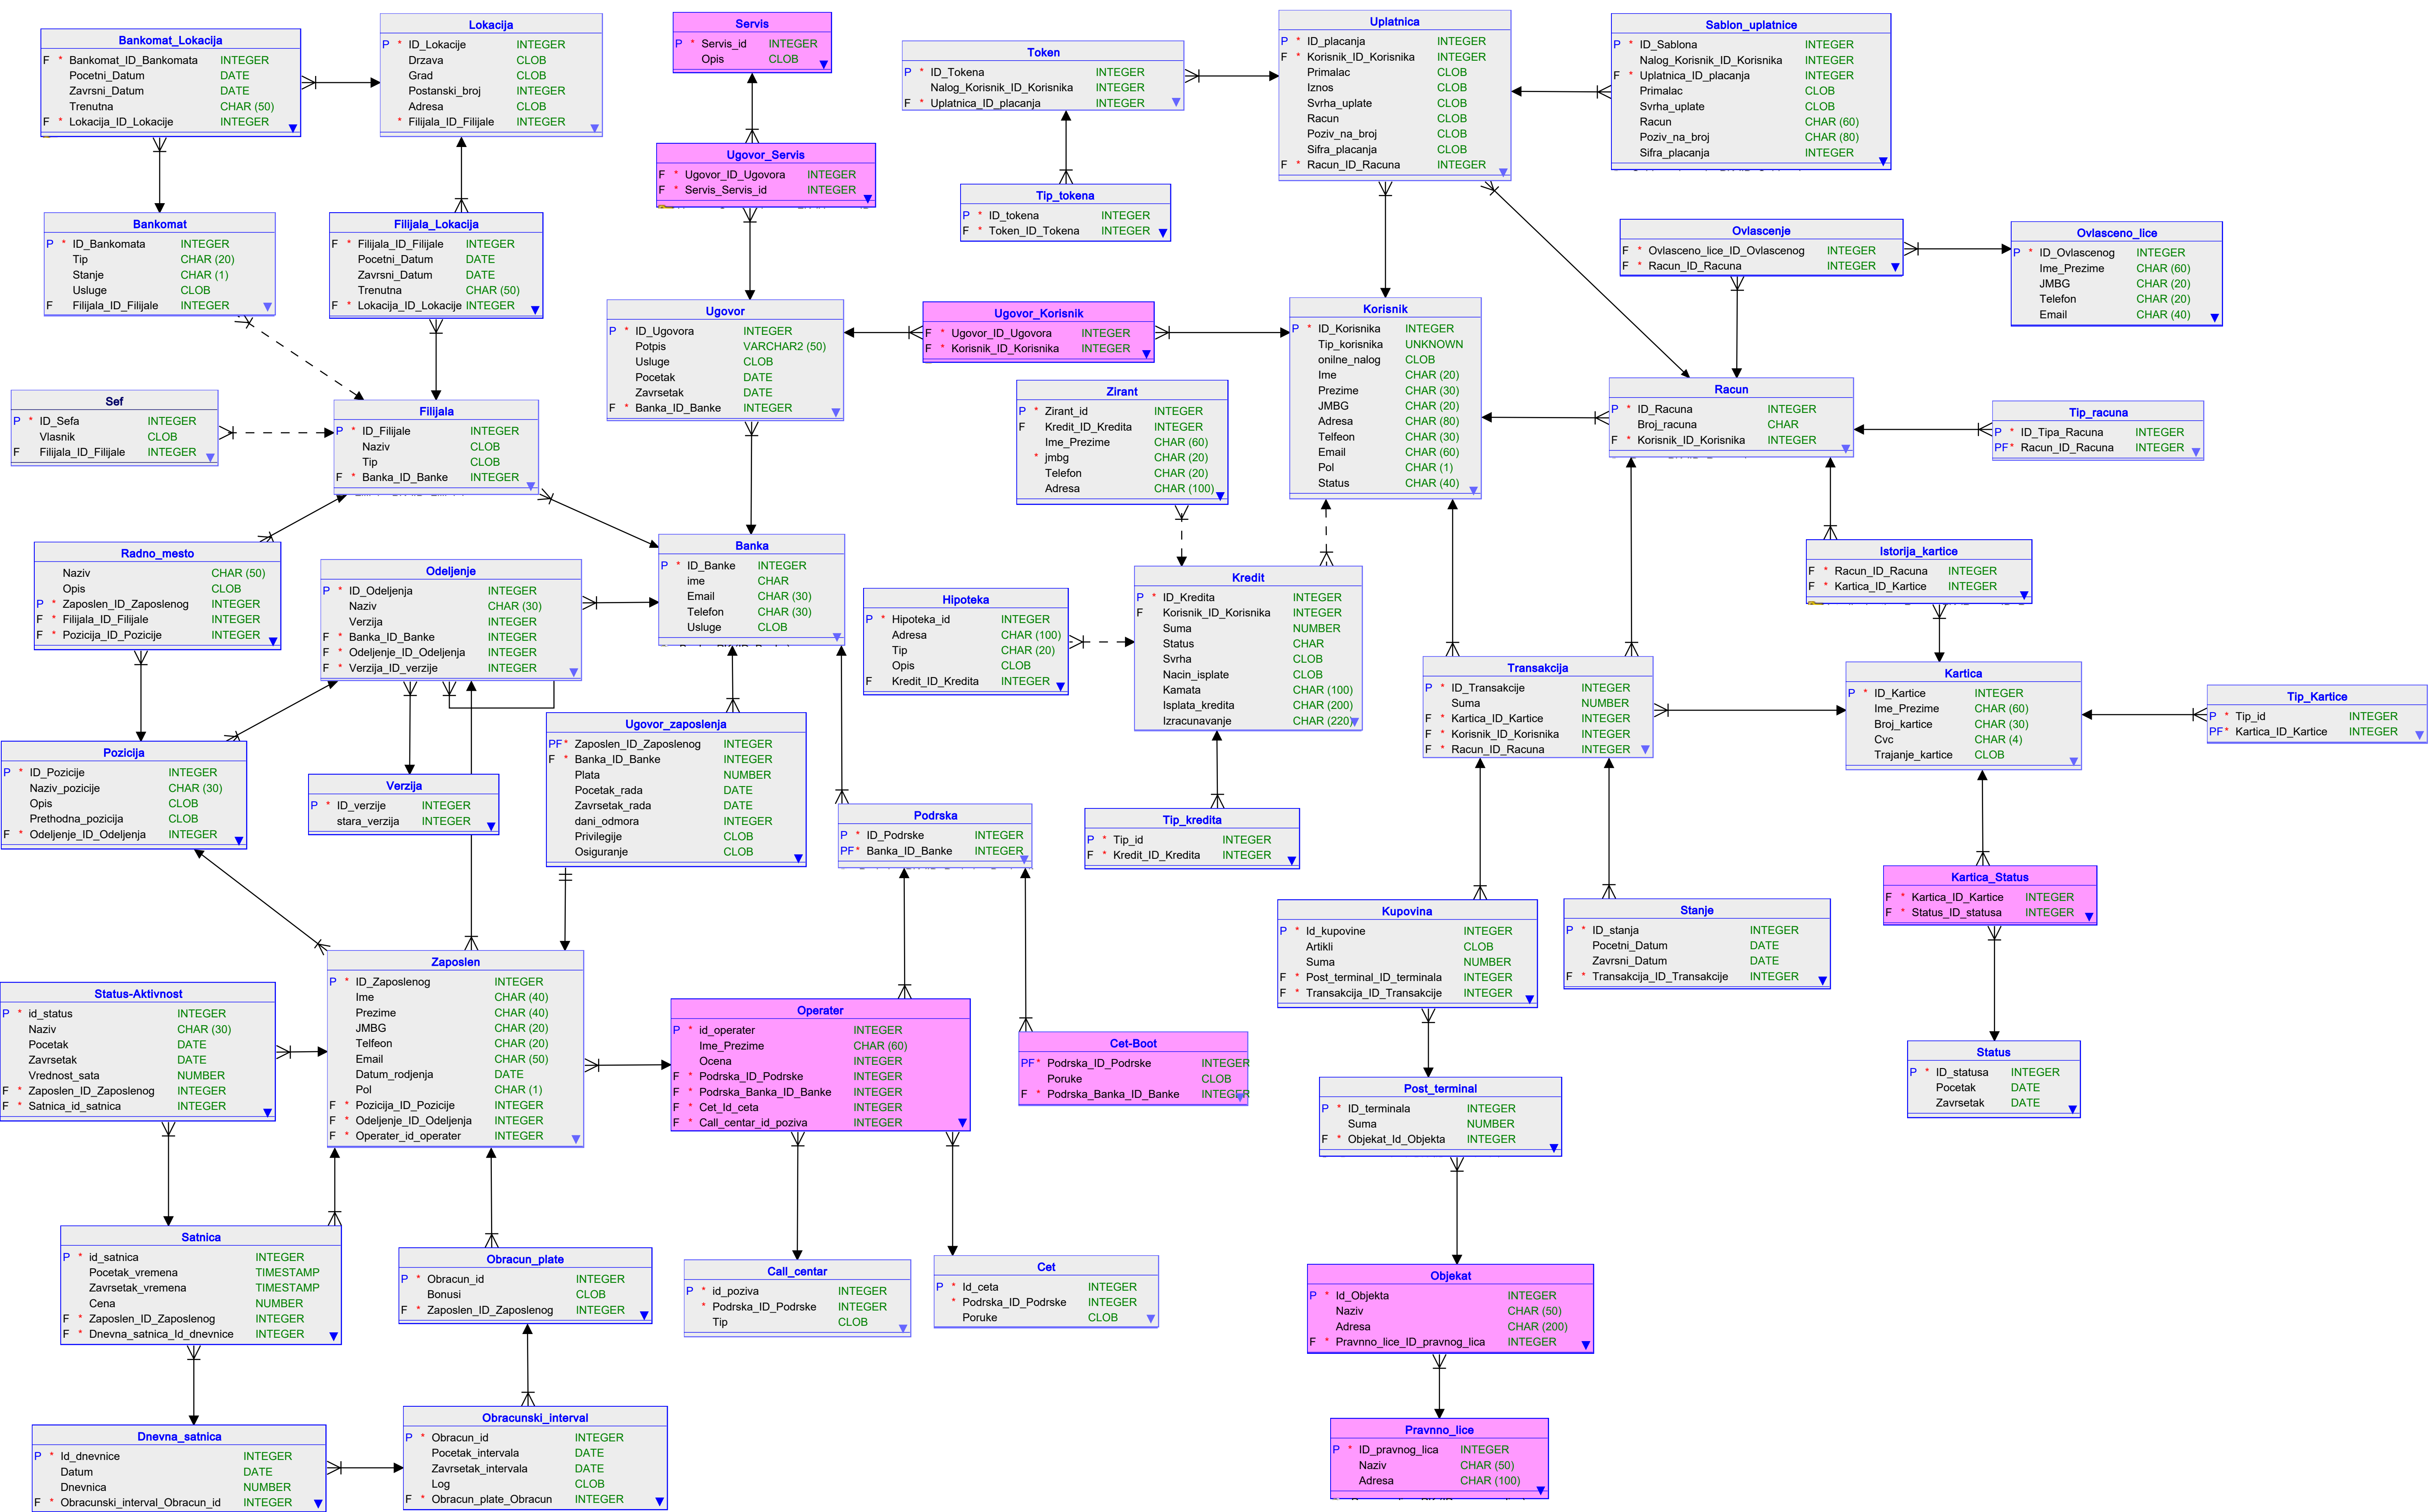 Bankomat_Lokacija
F * Bankomat_ID_Bankomata INTEGER
Pocetni_Datum DATE
Zavrsni_Datum DATE
Trenutna CHAR (50)
F * Lokacija_ID_Lokacije INTEGER
Lokacija
P * ID_Lokacije INTEGER
Drzava CLOB
Grad CLOB
Postanski_broj INTEGER
Adresa CLOB
* Filijala_ID_Filijale INTEGER
Servis
P * Servis_id INTEGER
Opis CLOB
Token
P * ID_Tokena INTEGER
Nalog_Korisnik_ID_Korisnika INTEGER
F * Uplatnica_ID_placanja INTEGER
Uplatnica
P * ID_placanja INTEGER
F * Korisnik_ID_Korisnika INTEGER
Primalac CLOB
Iznos CLOB
Svrha_uplate CLOB
Racun CLOB
Poziv_na_broj CLOB
Sifra_placanja CLOB
F * Racun_ID_Racuna INTEGER
Sablon_uplatnice
P * ID_Sablona INTEGER
Nalog_Korisnik_ID_Korisnika INTEGER
F * Uplatnica_ID_placanja INTEGER
Primalac CLOB
Svrha_uplate CLOB
Racun CHAR (60)
Poziv_na_broj CHAR (80)
Sifra_placanja INTEGER
Ugovor_Servis
F * Ugovor_ID_Ugovora INTEGER
F * Servis_Servis_id INTEGER
Tip_tokena
P * ID_tokena INTEGER
F * Token_ID_Tokena INTEGER
Bankomat
P * ID_Bankomata INTEGER
Tip CHAR (20)
Stanje CHAR (1)
Usluge CLOB
F Filijala_ID_Filijale INTEGER
Filijala_Lokacija
F * Filijala_ID_Filijale INTEGER
Pocetni_Datum DATE
Zavrsni_Datum DATE
Trenutna CHAR (50)
F * Lokacija_ID_Lokacije INTEGER
Ovlascenje
F * Ovlasceno_lice_ID_Ovlascenog INTEGER
F * Racun_ID_Racuna INTEGER
Ovlasceno_lice
P * ID_Ovlascenog INTEGER
Ime_Prezime CHAR (60)
JMBG CHAR (20)
Telefon CHAR (20)
Email CHAR (40)
Ugovor
P * ID_Ugovora INTEGER
Potpis VARCHAR2 (50)
Usluge CLOB
Pocetak DATE
Zavrsetak DATE
F * Banka_ID_Banke INTEGER
Ugovor_Korisnik
F * Ugovor_ID_Ugovora INTEGER
F * Korisnik_ID_Korisnika INTEGER
Korisnik
P * ID_Korisnika INTEGER
Tip_korisnika UNKNOWN
onilne_nalog CLOB
Ime CHAR (20)
Prezime CHAR (30)
JMBG CHAR (20)
Adresa CHAR (80)
Telfeon CHAR (30)
Email CHAR (60)
Pol CHAR (1)
Status CHAR (40)
Sef
P * ID_Sefa INTEGER
Vlasnik CLOB
F Filijala_ID_Filijale INTEGER
Filijala
P * ID_Filijale INTEGER
Naziv CLOB
Tip CLOB
F * Banka_ID_Banke INTEGER
Zirant
P * Zirant_id INTEGER
F Kredit_ID_Kredita INTEGER
Ime_Prezime CHAR (60)
* jmbg CHAR (20)
Telefon CHAR (20)
Adresa CHAR (100)
Racun
P * ID_Racuna INTEGER
Broj_racuna CHAR
F * Korisnik_ID_Korisnika INTEGER
Tip_racuna
P * ID_Tipa_Racuna INTEGER
PF* Racun_ID_Racuna INTEGER
Radno_mesto
Naziv CHAR (50)
Opis CLOB
P * Zaposlen_ID_Zaposlenog INTEGER
F * Filijala_ID_Filijale INTEGER
F * Pozicija_ID_Pozicije INTEGER
Odeljenje
P * ID_Odeljenja INTEGER
Naziv CHAR (30)
Verzija INTEGER
F * Banka_ID_Banke INTEGER
F * Odeljenje_ID_Odeljenja INTEGER
F * Verzija_ID_verzije INTEGER
Banka
P * ID_Banke INTEGER
ime CHAR
Email CHAR (30)
Telefon CHAR (30)
Usluge CLOB
Hipoteka
P * Hipoteka_id INTEGER
Adresa CHAR (100)
Tip CHAR (20)
Opis CLOB
F Kredit_ID_Kredita INTEGER
Kredit
P * ID_Kredita INTEGER
F Korisnik_ID_Korisnika INTEGER
Suma NUMBER
Status CHAR
Svrha CLOB
Nacin_isplate CLOB
Kamata CHAR (100)
Isplata_kredita CHAR (200)
Izracunavanje CHAR (220)
Istorija_kartice
F * Racun_ID_Racuna INTEGER
F * Kartica_ID_Kartice INTEGER
Transakcija
P * ID_Transakcije INTEGER
Suma NUMBER
F * Kartica_ID_Kartice INTEGER
F * Korisnik_ID_Korisnika INTEGER
F * Racun_ID_Racuna INTEGER
Kartica
P * ID_Kartice INTEGER
Ime_Prezime CHAR (60)
Broj_kartice CHAR (30)
Cvc CHAR (4)
Trajanje_kartice CLOB
Tip_Kartice
P * Tip_id INTEGER
PF* Kartica_ID_Kartice INTEGER
Pozicija
P * ID_Pozicije INTEGER
Naziv_pozicije CHAR (30)
Opis CLOB
Prethodna_pozicija CLOB
F * Odeljenje_ID_Odeljenja INTEGER
Verzija
P * ID_verzije INTEGER
stara_verzija INTEGER
Ugovor_zaposlenja
PF* Zaposlen_ID_Zaposlenog INTEGER
F * Banka_ID_Banke INTEGER
Plata NUMBER
Pocetak_rada DATE
Zavrsetak_rada DATE
dani_odmora INTEGER
Privilegije CLOB
Osiguranje CLOB
Podrska
P * ID_Podrske INTEGER
PF* Banka_ID_Banke INTEGER
Tip_kredita
P * Tip_id INTEGER
F * Kredit_ID_Kredita INTEGER
Kartica_Status
F * Kartica_ID_Kartice INTEGER
F * Status_ID_statusa INTEGER
Kupovina
P * Id_kupovine INTEGER
Artikli CLOB
Suma NUMBER
F * Post_terminal_ID_terminala INTEGER
F * Transakcija_ID_Transakcije INTEGER
Stanje
P * ID_stanja INTEGER
Pocetni_Datum DATE
Zavrsni_Datum DATE
F * Transakcija_ID_Transakcije INTEGER
Status-Aktivnost
P * id_status INTEGER
Naziv CHAR (30)
Pocetak DATE
Zavrsetak DATE
Vrednost_sata NUMBER
F * Zaposlen_ID_Zaposlenog INTEGER
F * Satnica_id_satnica INTEGER
Zaposlen
P * ID_Zaposlenog INTEGER
Ime CHAR (40)
Prezime CHAR (40)
JMBG CHAR (20)
Telfeon CHAR (20)
Email CHAR (50)
Datum_rodjenja DATE
Pol CHAR (1)
F * Pozicija_ID_Pozicije INTEGER
F * Odeljenje_ID_Odeljenja INTEGER
F * Operater_id_operater INTEGER
Operater
P * id_operater INTEGER
Ime_Prezime CHAR (60)
Ocena INTEGER
F * Podrska_ID_Podrske INTEGER
F * Podrska_Banka_ID_Banke INTEGER
F * Cet_Id_ceta INTEGER
F * Call_centar_id_poziva INTEGER
Cet-Boot
PF* Podrska_ID_Podrske INTEGER
Poruke CLOB
F * Podrska_Banka_ID_Banke INTEGER
Status
P * ID_statusa INTEGER
Pocetak DATE
Zavrsetak DATE
Post_terminal
P * ID_terminala INTEGER
Suma NUMBER
F * Objekat_Id_Objekta INTEGER
Satnica
P * id_satnica INTEGER
Pocetak_vremena TIMESTAMP
Zavrsetak_vremena TIMESTAMP
Cena NUMBER
F * Zaposlen_ID_Zaposlenog INTEGER
F * Dnevna_satnica_Id_dnevnice INTEGER
Obracun_plate
P * Obracun_id INTEGER
Bonusi CLOB
F * Zaposlen_ID_Zaposlenog INTEGER
Call_centar
P * id_poziva INTEGER
* Podrska_ID_Podrske INTEGER
Tip CLOB
Cet
P * Id_ceta INTEGER
* Podrska_ID_Podrske INTEGER
Poruke CLOB
Objekat
P * Id_Objekta INTEGER
Naziv CHAR (50)
Adresa CHAR (200)
F * Pravnno_lice_ID_pravnog_lica INTEGER
Dnevna_satnica
P * Id_dnevnice INTEGER
Datum DATE
Dnevnica NUMBER
F * Obracunski_interval_Obracun_id INTEGER
Obracunski_interval
P * Obracun_id INTEGER
Pocetak_intervala DATE
Zavrsetak_intervala DATE
Log CLOB
F * Obracun_plate_Obracun INTEGER
Pravnno_lice
P * ID_pravnog_lica INTEGER
Naziv CHAR (50)
Adresa CHAR (100)